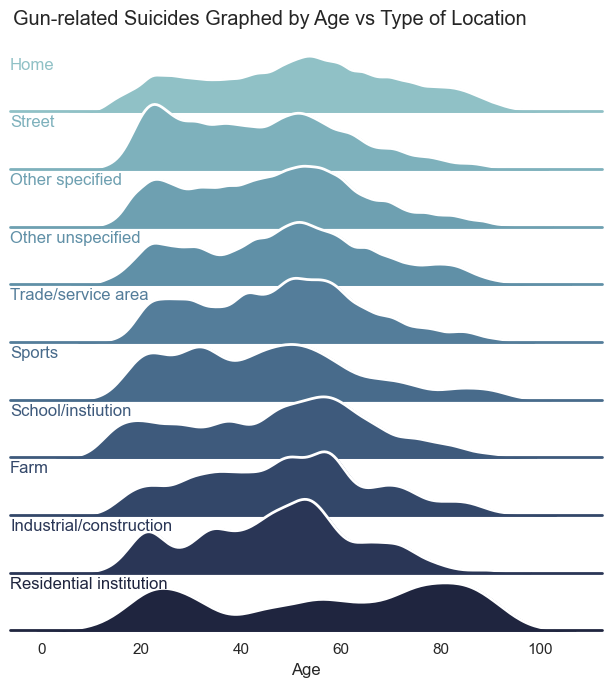 Gun-related Suicides Graphed by Age vs Type of Location
Home
Street
Other specified
Other unspecified
Trade/service area
Sports
School/instiution
Farm
Industrial/construction
Residential institution
0 20 40 60 80 100
Age